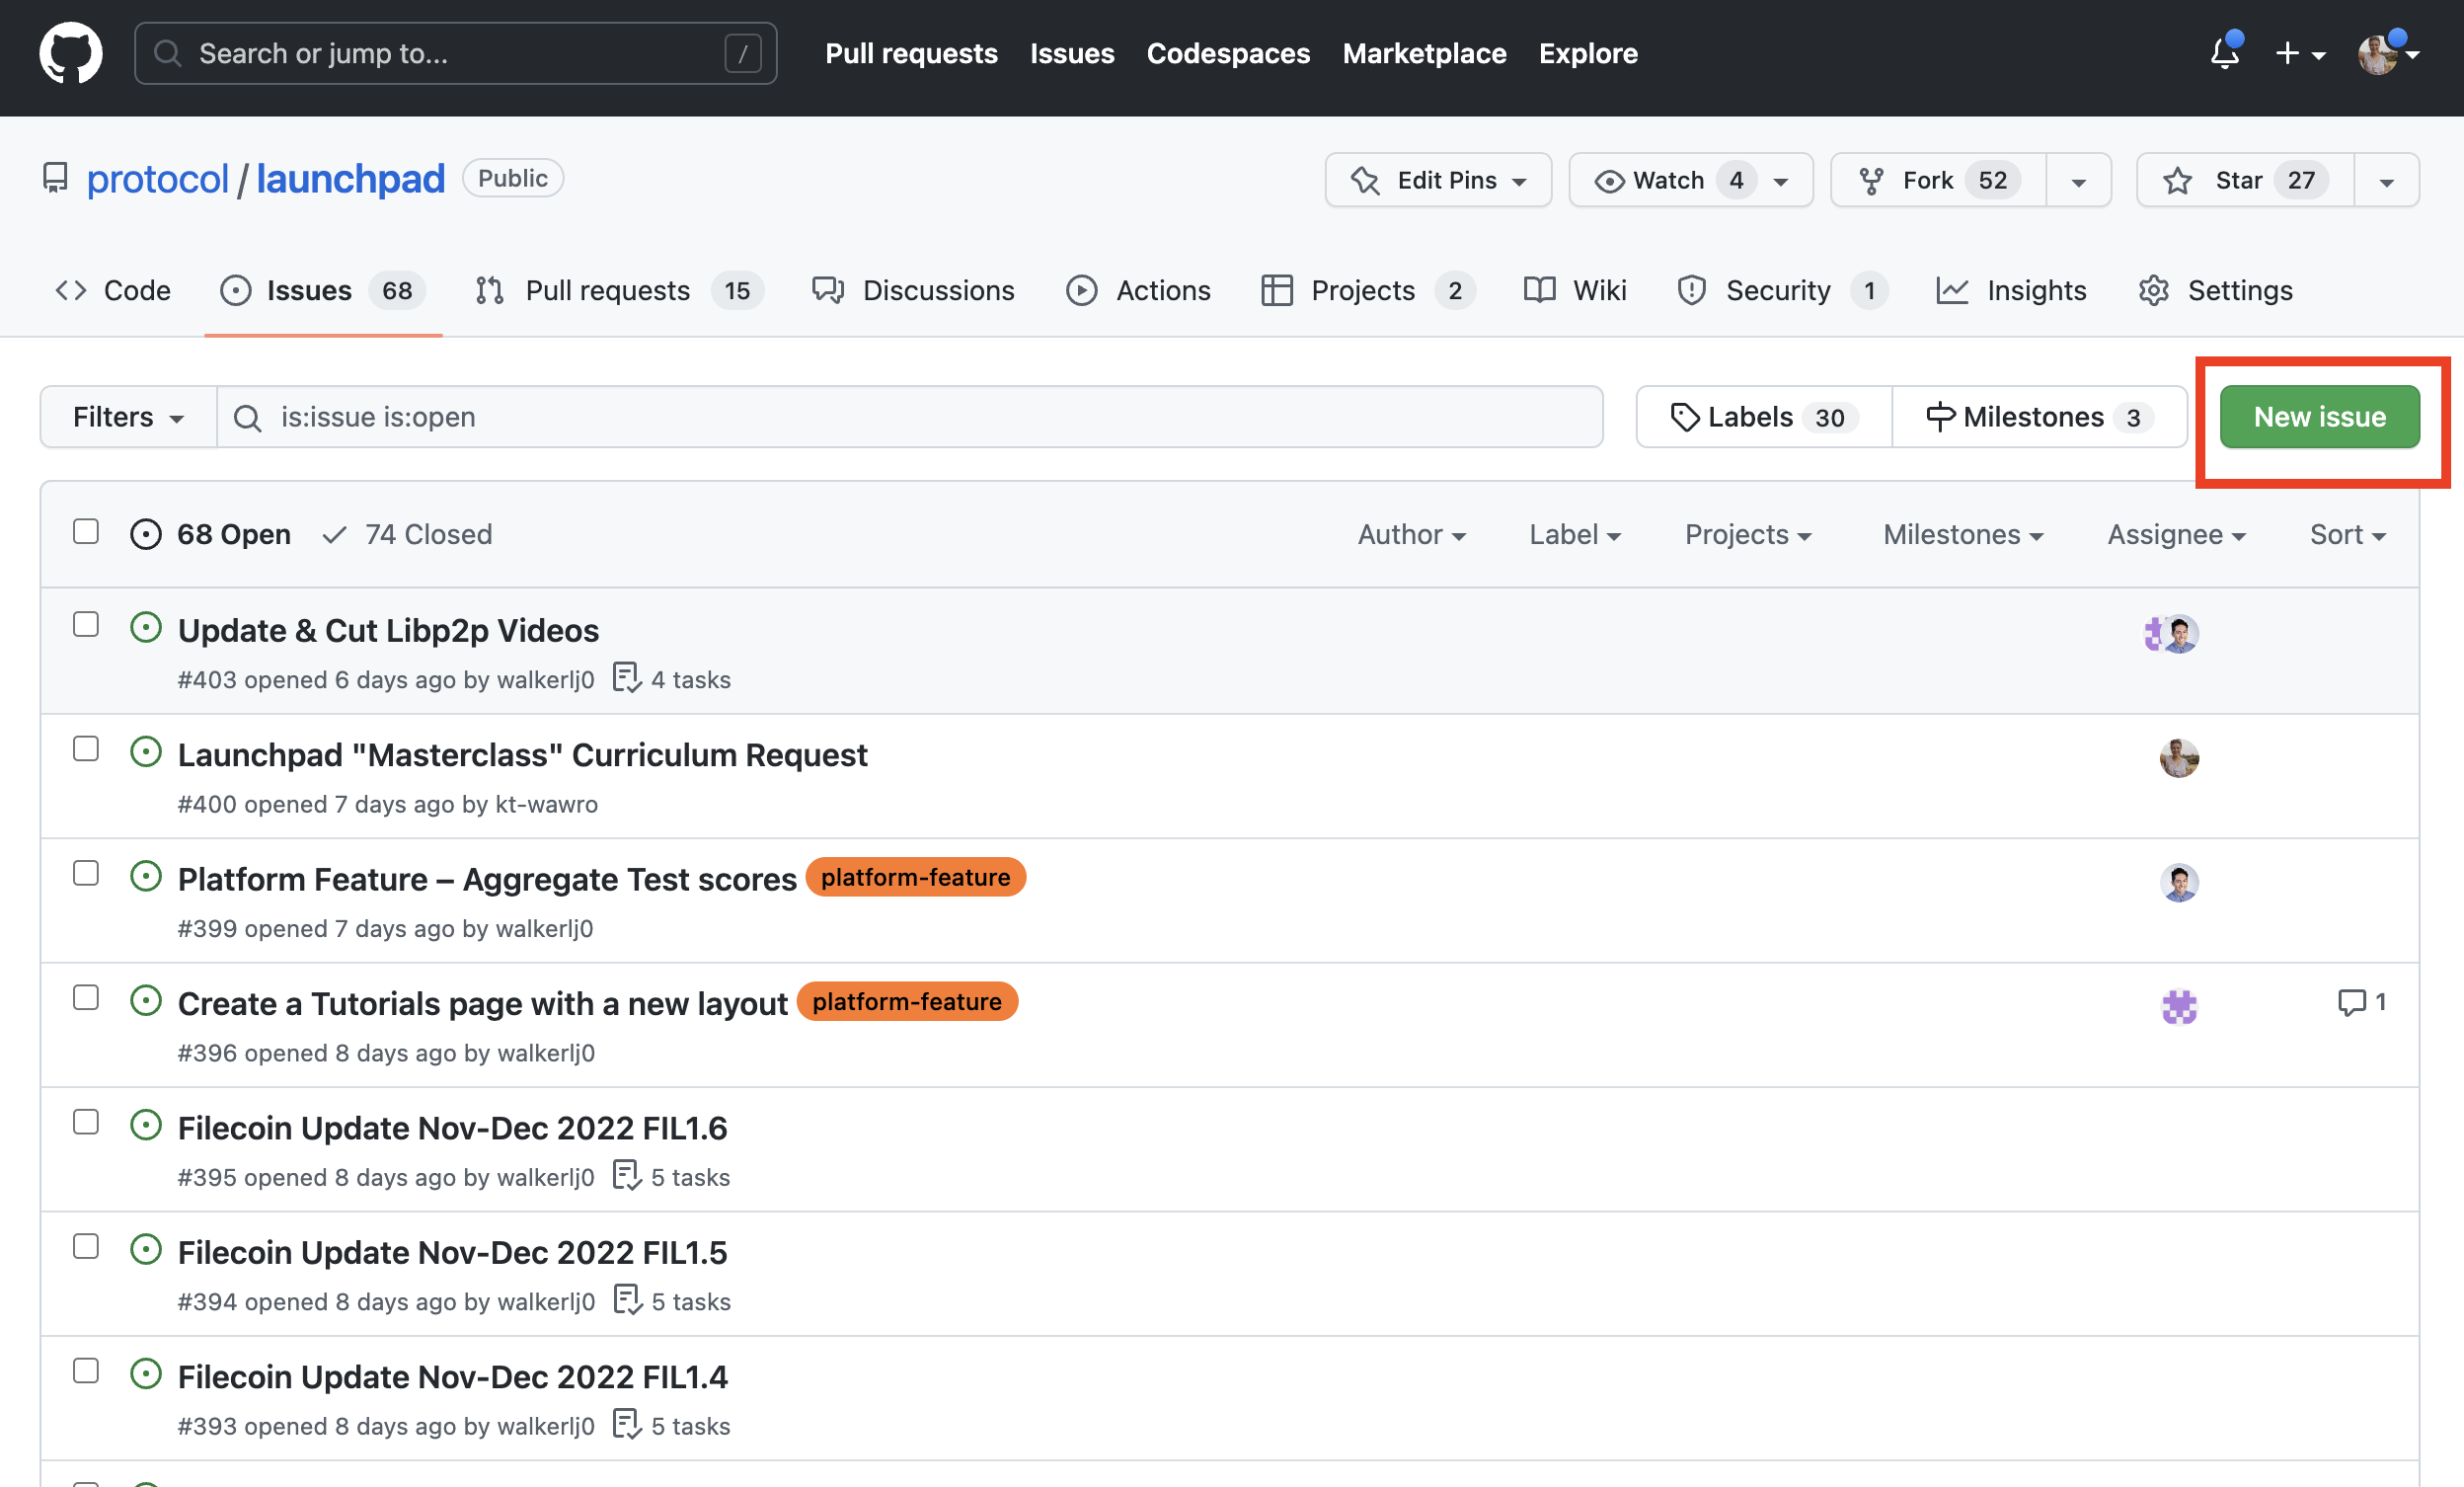 Search or jump to... / Pull requests Issues Codespaces Marketplace Explore
protocol / launchpad Public Edit Pins Watch 4 Fork 52 Star 27
Code Issues 68 Pull requests 15 Discussions Actions Projects 2 Wiki Security 1 Insights Settings
Filters is:issue is:open Labels 30 Milestones 3 New issue
68 Open 74 Closed Author Label Projects Milestones Assignee Sort
Update & Cut Libp2p Videos
#403 opened 6 days ago by walkerlj0 4 tasks
Launchpad "Masterclass" Curriculum Request
#400 opened 7 days ago by kt-wawro
Platform Feature – Aggregate Test scores platform-feature
#399 opened 7 days ago by walkerlj0
Create a Tutorials page with a new layout platform-feature 1
#396 opened 8 days ago by walkerlj0
Filecoin Update Nov-Dec 2022 FIL1.6
#395 opened 8 days ago by walkerlj0 5 tasks
Filecoin Update Nov-Dec 2022 FIL1.5
#394 opened 8 days ago by walkerlj0 5 tasks
Filecoin Update Nov-Dec 2022 FIL1.4
#393 opened 8 days ago by walkerlj0 5 tasks